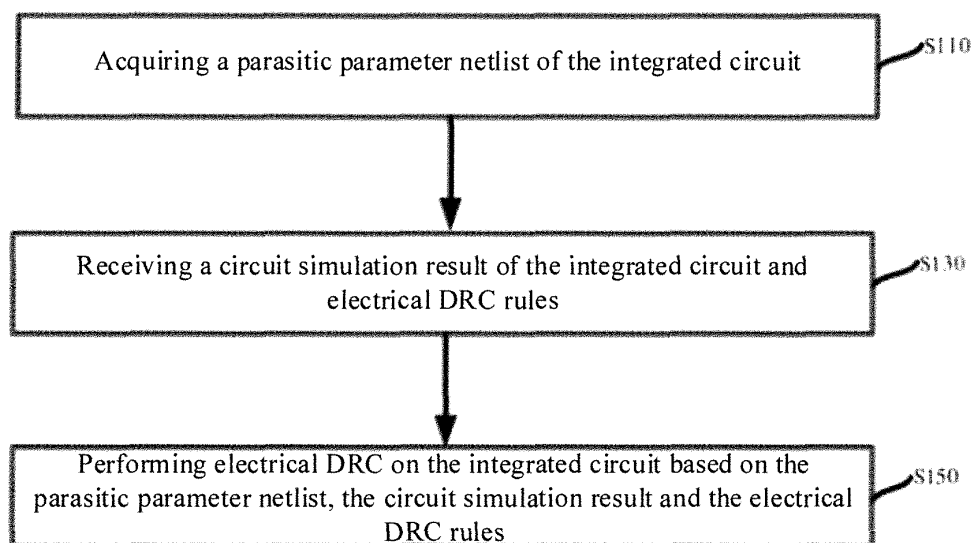 Acquiring a parasitic parameter netlist of the integrated circuit
S110
Receiving a circuit simulation result of the integrated circuit and
electrical DRC rules
S130
Performing electrical DRC on the integrated circuit based on the
parasitic parameter netlist, the circuit simulation result and the electrical
DRC rules
S150